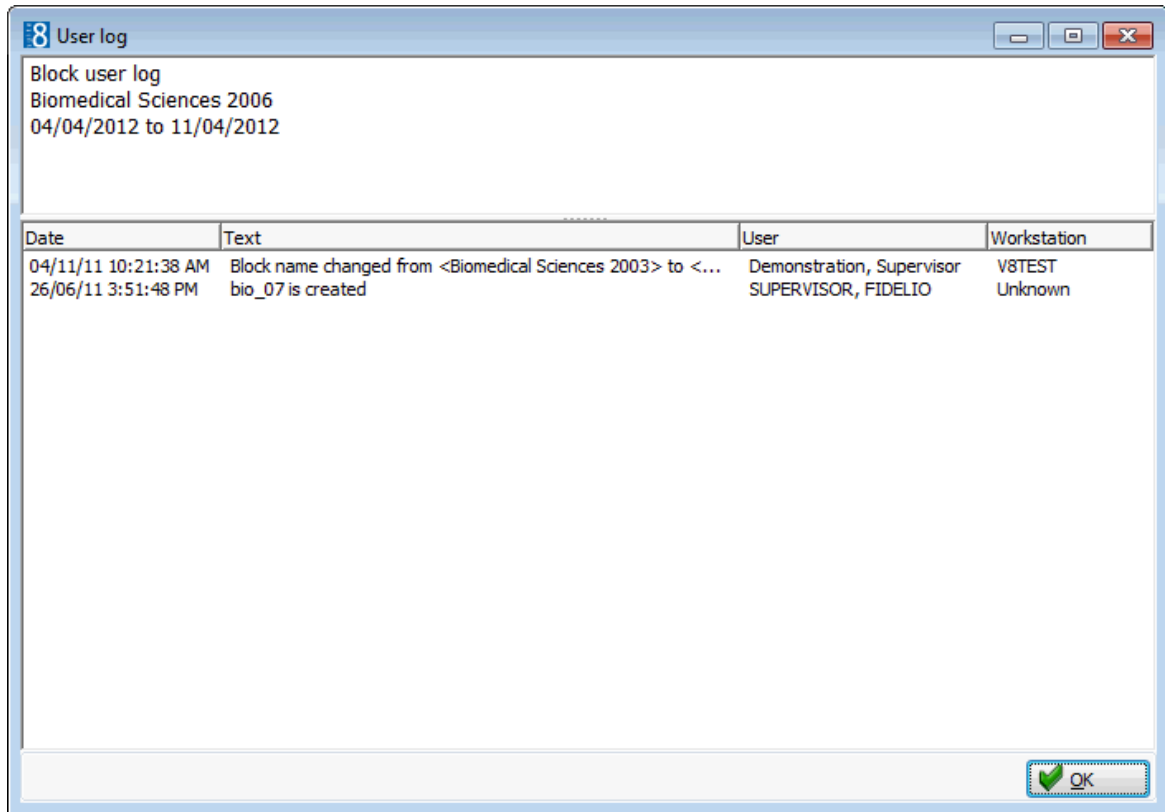 8 User log
Block user log
Biomedical Sciences 2006
04/04/2012 to 11/04/2012
Date Text User Workstation
04/11/11 10:21:38 AM Block name changed from <Biomedical Sciences 2003> to <... Demonstration, Supervisor V8TEST
26/06/11 3:51:48 PM bio_07 is created SUPERVISOR, FIDELIO Unknown
OK